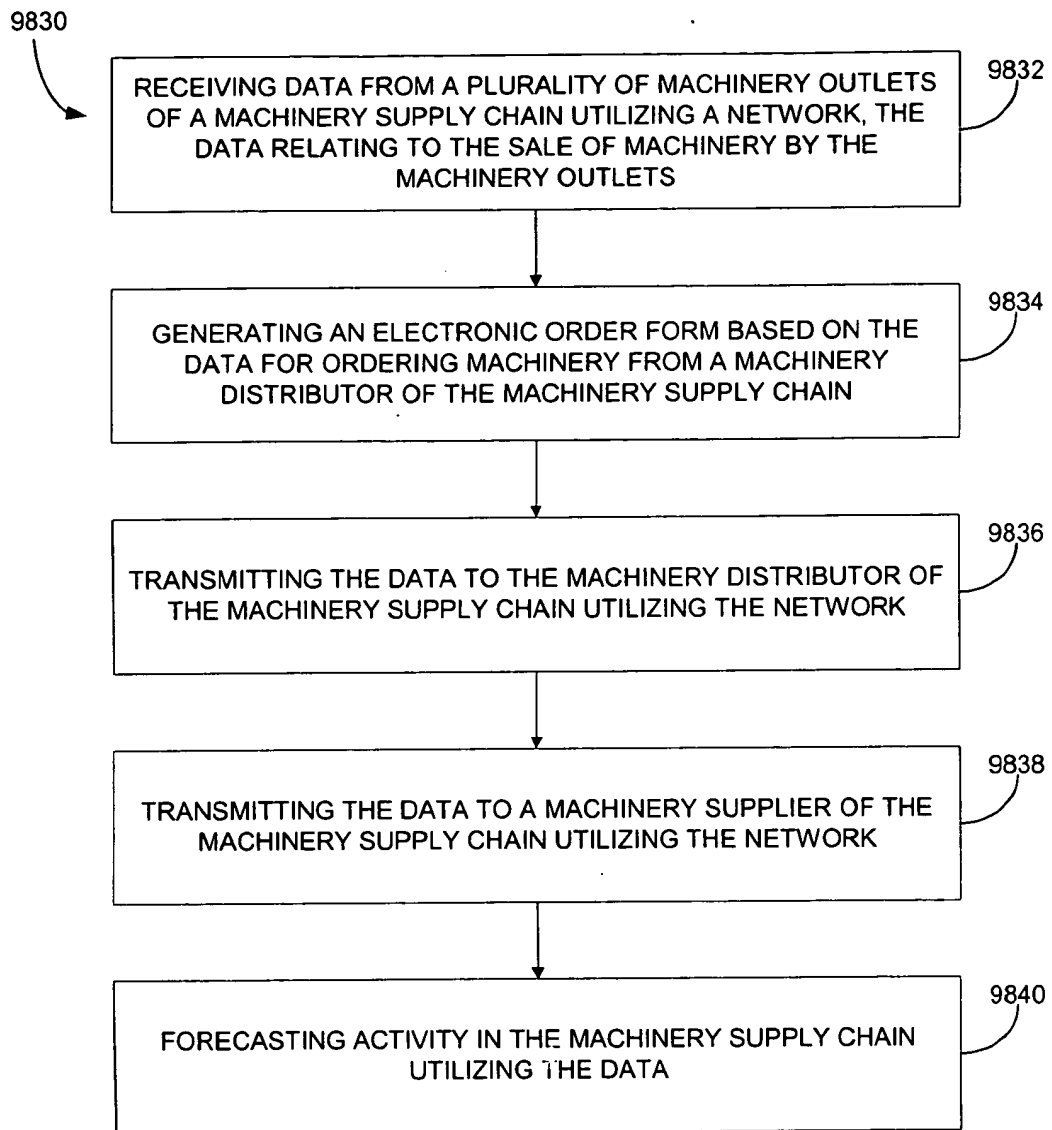 9830
9832
RECEIVING DATA FROM A PLURALITY OF MACHINERY OUTLETS
OF A MACHINERY SUPPLY CHAIN UTILIZING A NETWORK, THE
DATA RELATING TO THE SALE OF MACHINERY BY THE
MACHINERY OUTLETS
9834
GENERATING AN ELECTRONIC ORDER FORM BASED ON THE
DATA FOR ORDERING MACHINERY FROM A MACHINERY
DISTRIBUTOR OF THE MACHINERY SUPPLY CHAIN
9836
TRANSMITTING THE DATA TO THE MACHINERY DISTRIBUTOR OF
THE MACHINERY SUPPLY CHAIN UTILIZING THE NETWORK
9838
TRANSMITTING THE DATA TO A MACHINERY SUPPLIER OF THE
MACHINERY SUPPLY CHAIN UTILIZING THE NETWORK
9840
FORECASTING ACTIVITY IN THE MACHINERY SUPPLY CHAIN
UTILIZING THE DATA